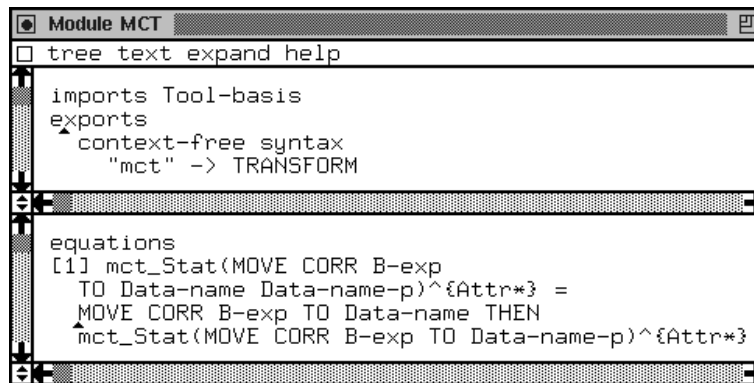 Module MCT
tree text expand help
imports Tool-basis
exports
context-free syntax
"mct" -> TRANSFORM
equations
[1] mct_Stat(MOVE CORR B-exp
TO Data-name Data-name-p)^{Attr*} =
MOVE CORR B-exp TO Data-name THEN
mct_Stat(MOVE CORR B-exp TO Data-name-p)^{Attr*}